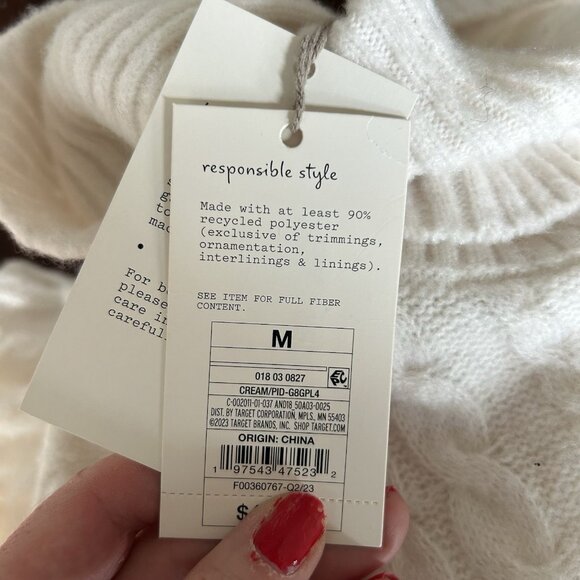 responsible style
Made with at least 90%
recycled polyester
(exclusive of trimmings,
ornamentation,
interlinings & linings).
SEE ITEM FOR FULL FIBER
CONTENT.
M
018 03 0827
CREAM/PID-G8GPL4
C-002011-01-037 AND18_50A03-0025
DIST. BY TARGET CORPORATION, MPLS, MN 55403
©2023 TARGET BRANDS, INC. SHOP TARGET.COM
ORIGIN: CHINA
1 97543 47523 2
F00360767-Q2/23
$
to
• For
please
care in
careful